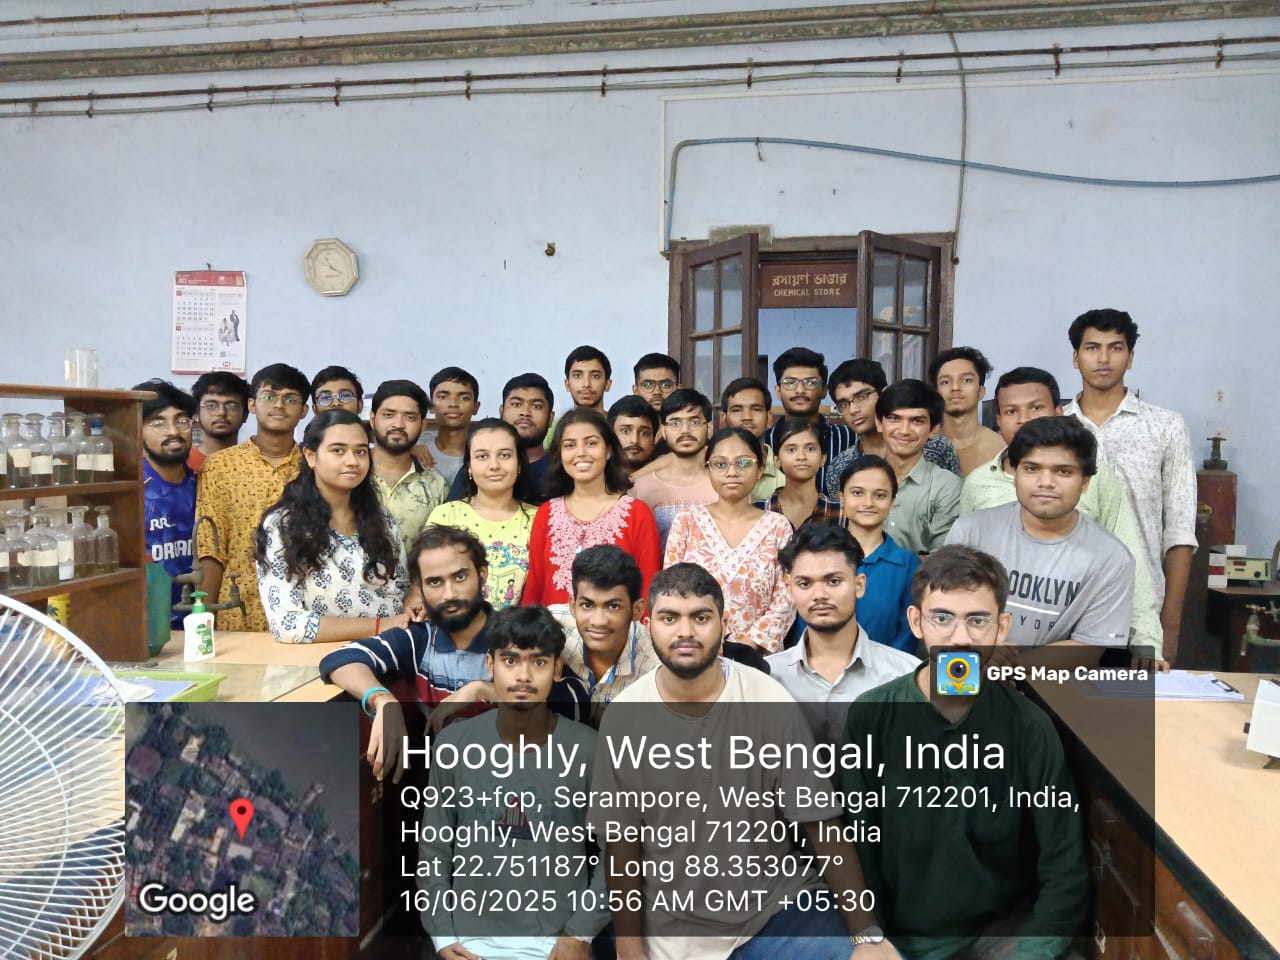 রসায়ণ ভাণ্ডার
CHEMICAL STORE
RR
BROOKLYN
GPS Map Camera
Hooghly, West Bengal, India
Q923+fcp, Serampore, West Bengal 712201, India,
Hooghly, West Bengal 712201, India
Lat 22.751187° Long 88.353077°
16/06/2025 10:56 AM GMT +05:30
Google